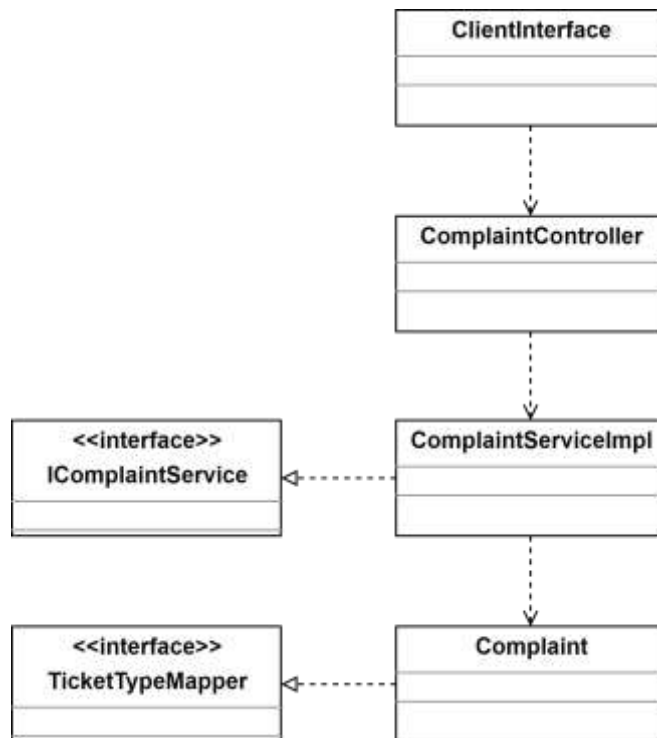 ClientInterface
ComplaintController
<<interface>>
IComplaintService
ComplaintServiceImpl
<<interface>>
TicketTypeMapper
Complaint